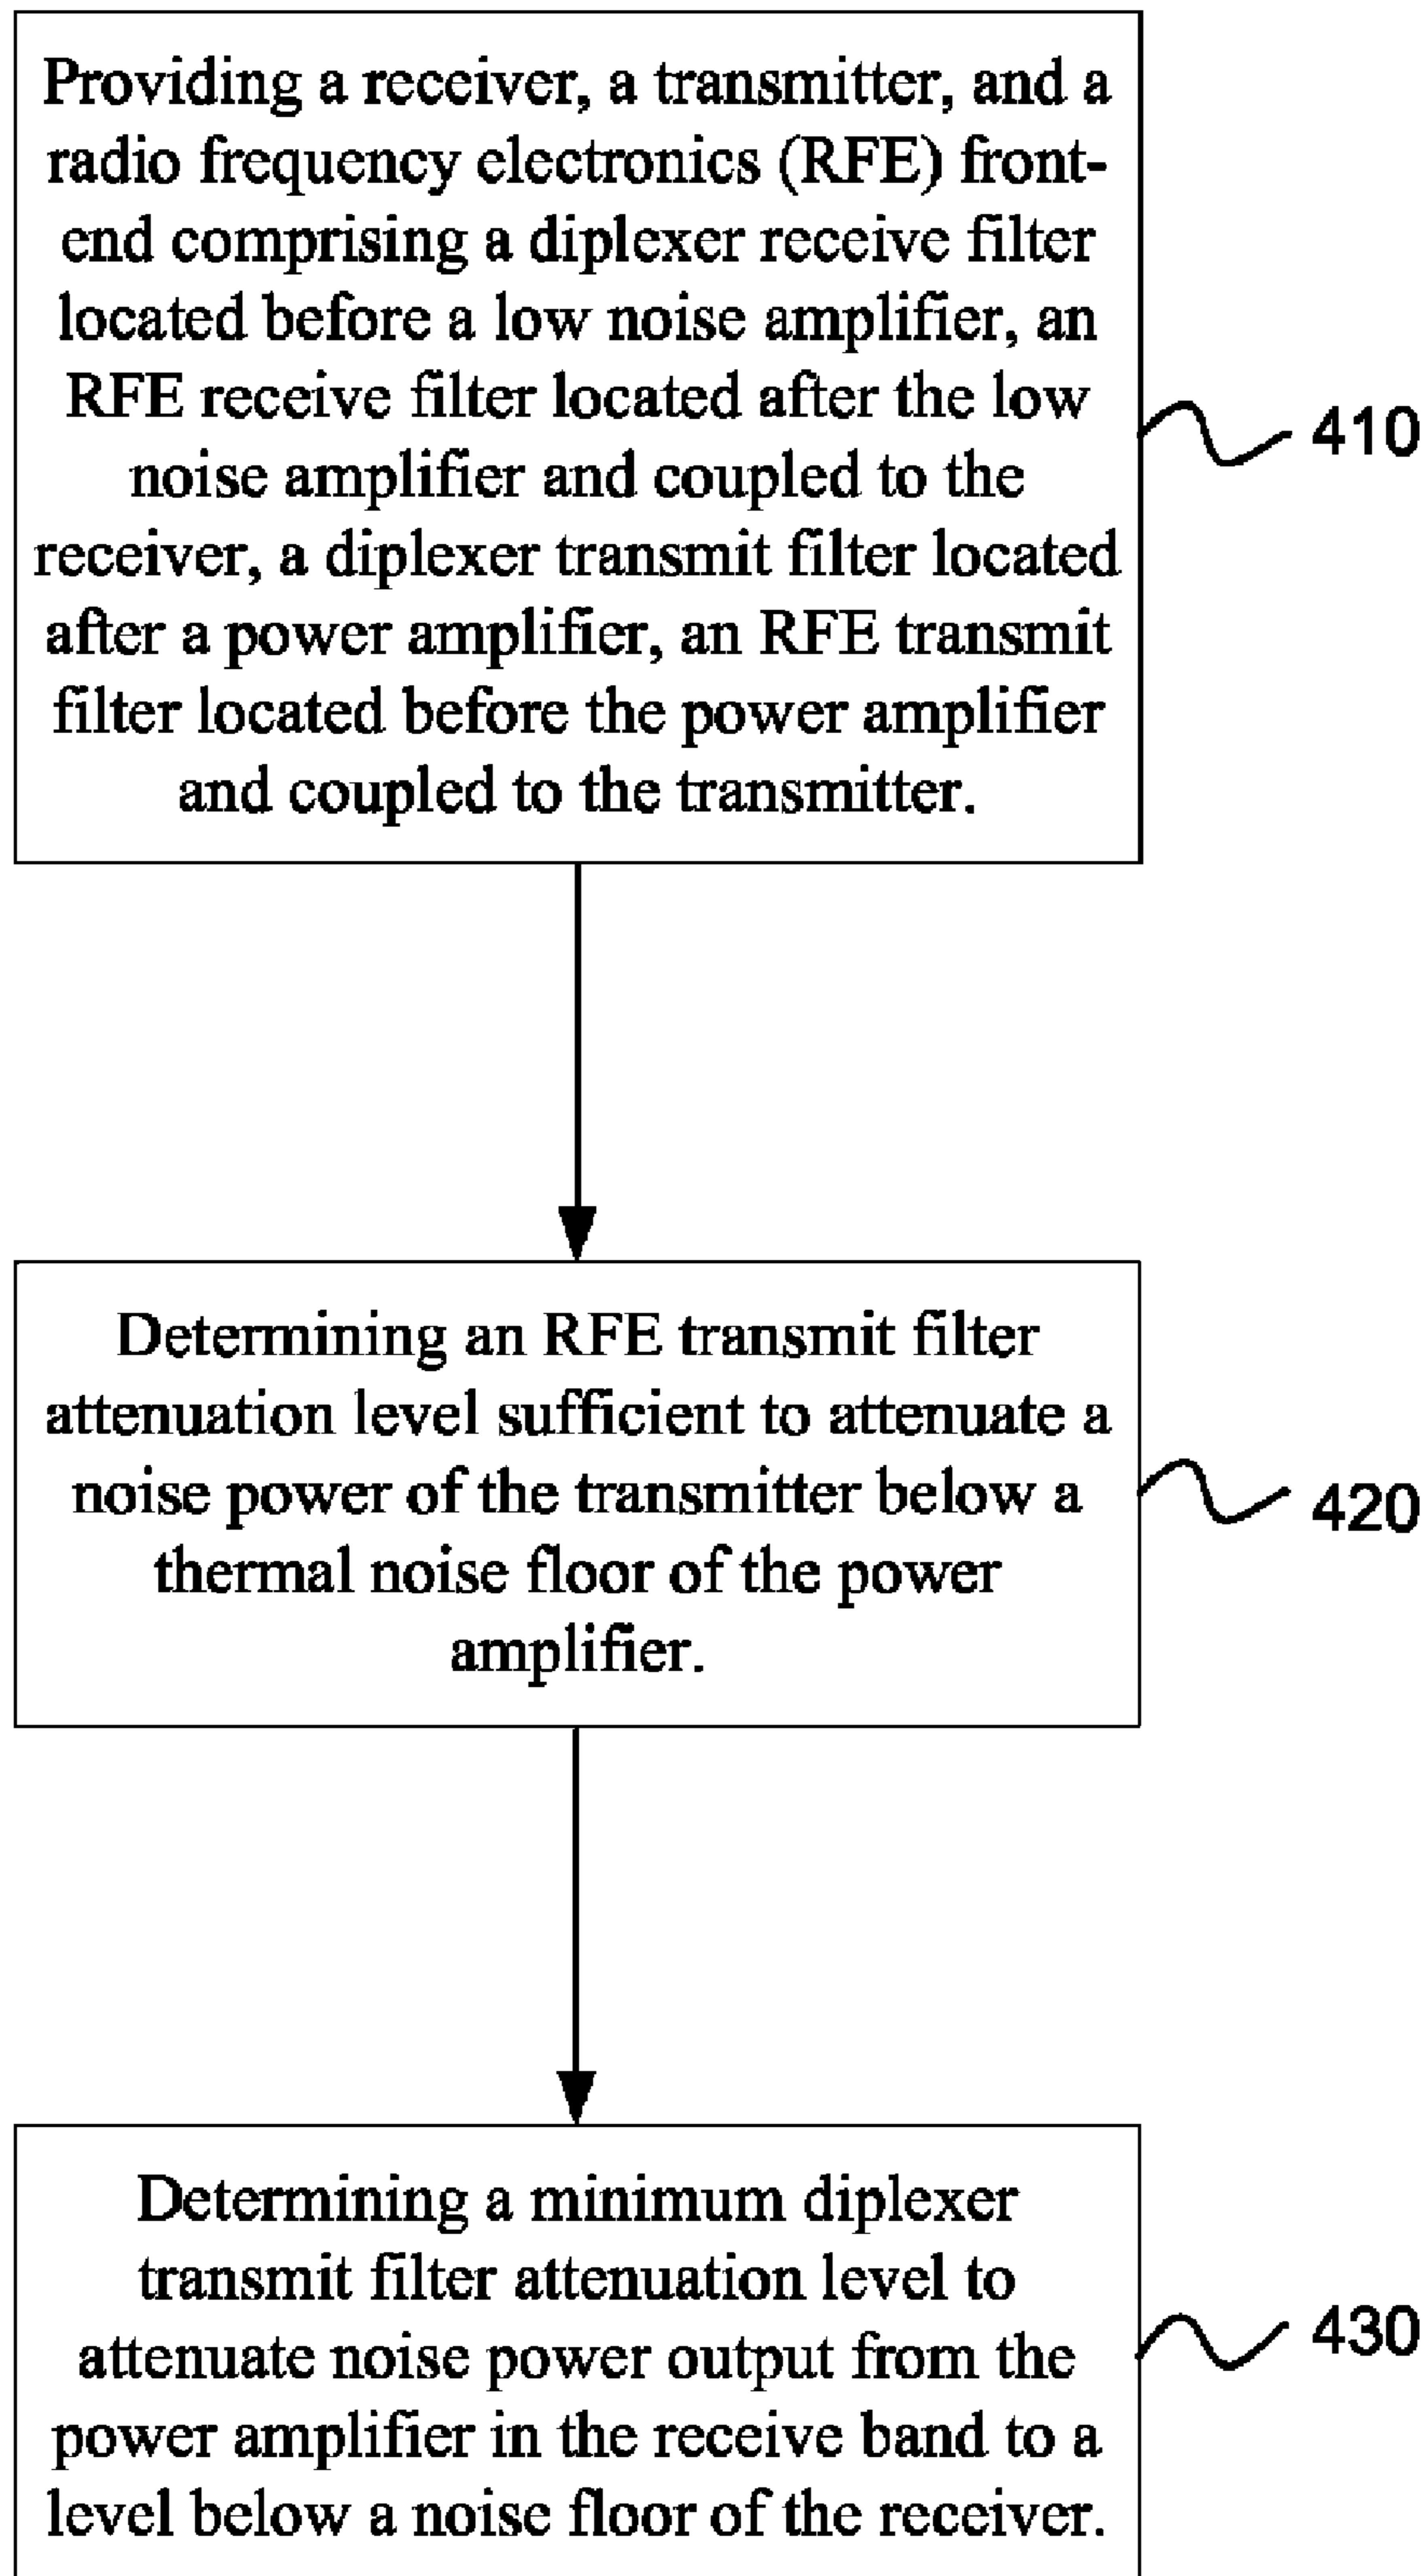 Providing a receiver, a transmitter, and a
radio frequency electronics (RFE) front-
end comprising a diplexer receive filter
located before a low noise amplifier, an
RFE receive filter located after the low
noise amplifier and coupled to the
receiver, a diplexer transmit filter located
after a power amplifier, an RFE transmit
filter located before the power amplifier
and coupled to the transmitter.
410
Determining an RFE transmit filter
attenuation level sufficient to attenuate a
noise power of the transmitter below a
thermal noise floor of the power
amplifier.
420
Determining a minimum diplexer
transmit filter attenuation level to
attenuate noise power output from the
power amplifier in the receive band to a
level below a noise floor of the receiver.
430